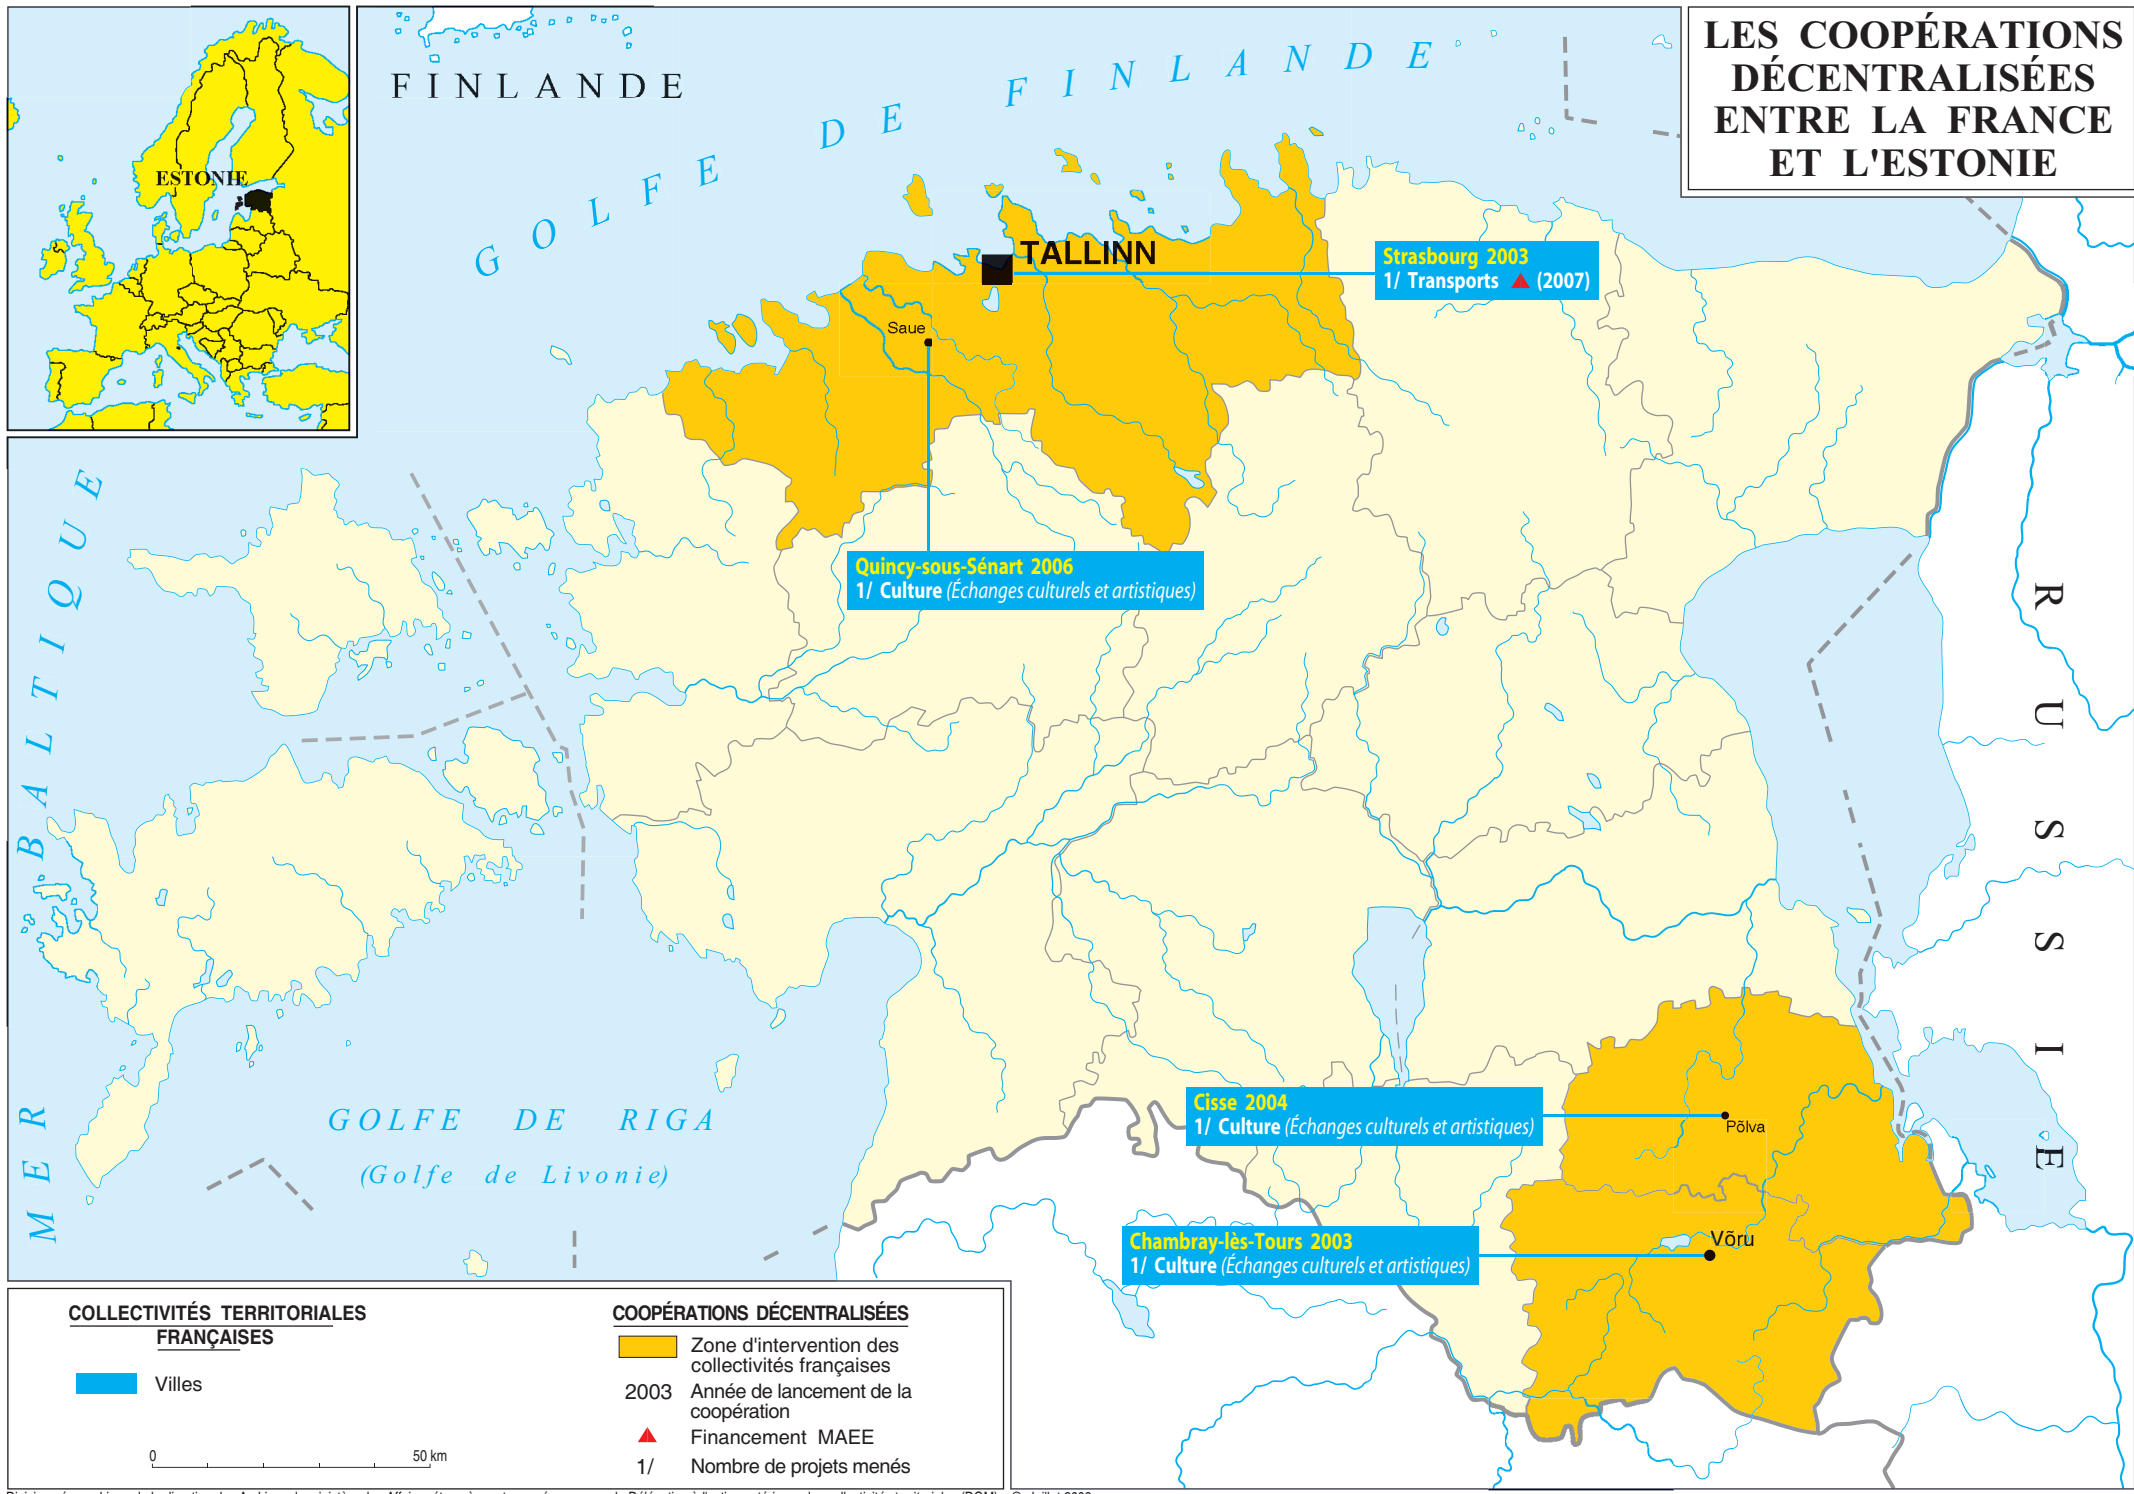 LES COOPÉRATIONS
DÉCENTRALISÉES
ENTRE LA FRANCE
ET L'ESTONIE
ESTONIE
FINLANDE
GOLFE DE FINLANDE
TALLINN
Strasbourg 2003
1/ Transports ▲ (2007)
Saue
Quincy-sous-Sénart 2006
1/ Culture (Échanges culturels et artistiques)
MER BALTIQUE
RUSSIE
GOLFE DE RIGA
(Golfe de Livonie)
Cisse 2004
1/ Culture (Échanges culturels et artistiques)
Põlva
Chambray-lès-Tours 2003
1/ Culture (Échanges culturels et artistiques)
Võru
COLLECTIVITÉS TERRITORIALES
FRANÇAISES
Villes
0 50 km
COOPÉRATIONS DÉCENTRALISÉES
Zone d'intervention des
collectivités françaises
2003 Année de lancement de la
coopération
▲ Financement MAEE
1/ Nombre de projets menés